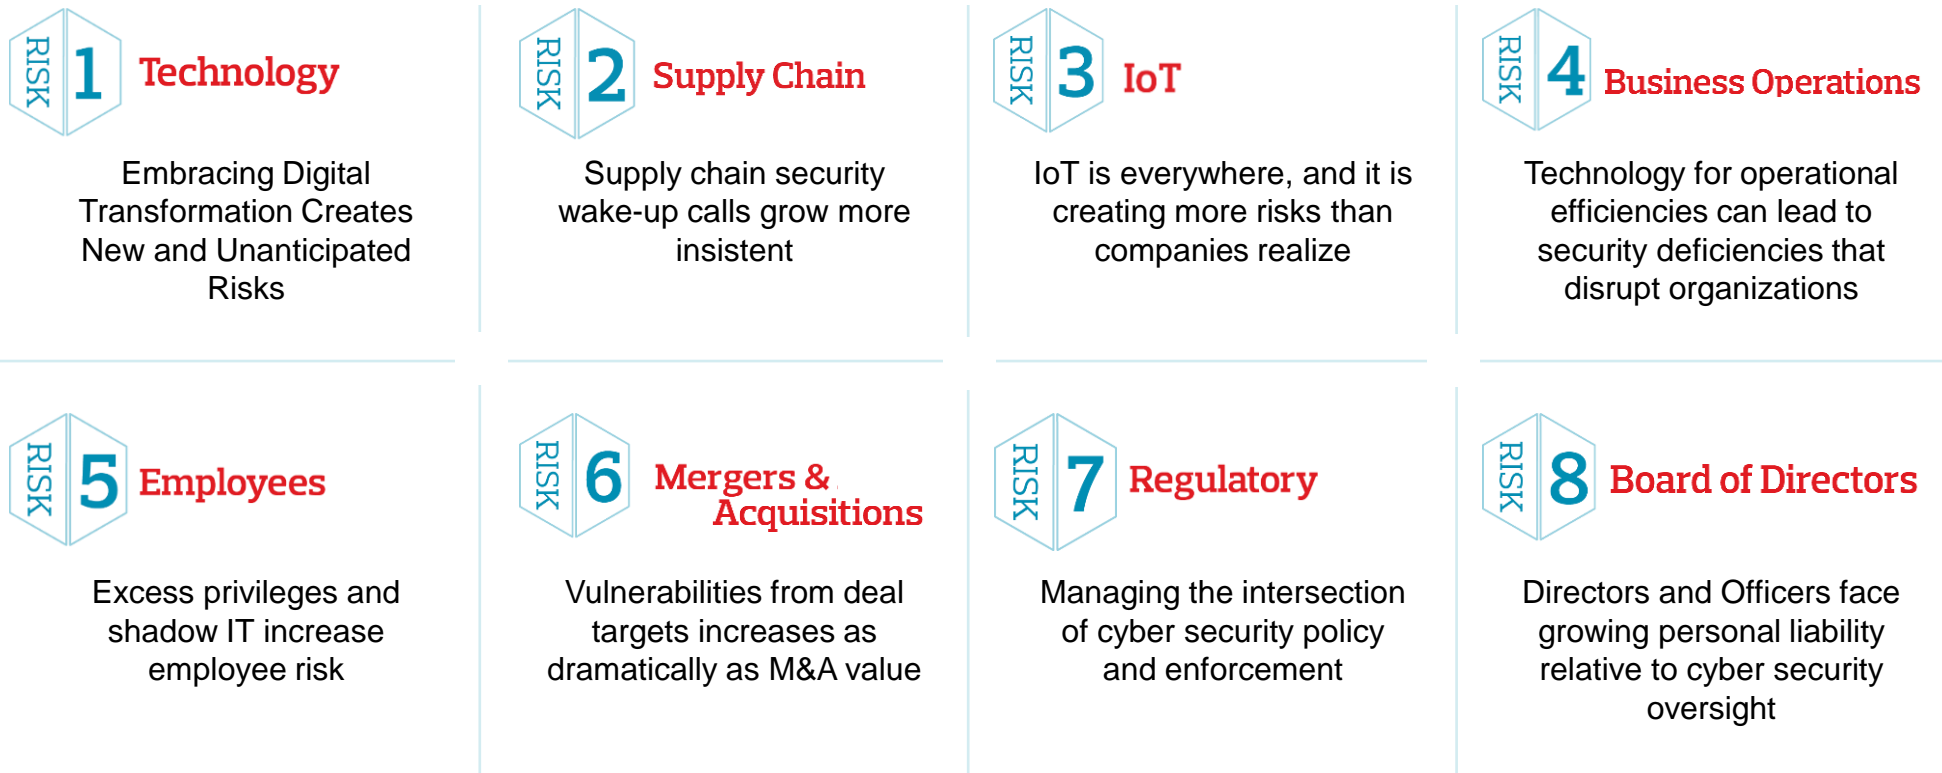 RISK 1 Technology
Embracing Digital
Transformation Creates
New and Unanticipated
Risks
RISK 2 Supply Chain
Supply chain security
wake-up calls grow more
insistent
RISK 3 IoT
IoT is everywhere, and it is
creating more risks than
companies realize
RISK 4 Business Operations
Technology for operational
efficiencies can lead to
security deficiencies that
disrupt organizations
RISK 5 Employees
Excess privileges and
shadow IT increase
employee risk
RISK 6 Mergers &
Acquisitions
Vulnerabilities from deal
targets increases as
dramatically as M&A value
RISK 7 Regulatory
Managing the intersection
of cyber security policy
and enforcement
RISK 8 Board of Directors
Directors and Officers face
growing personal liability
relative to cyber security
oversight